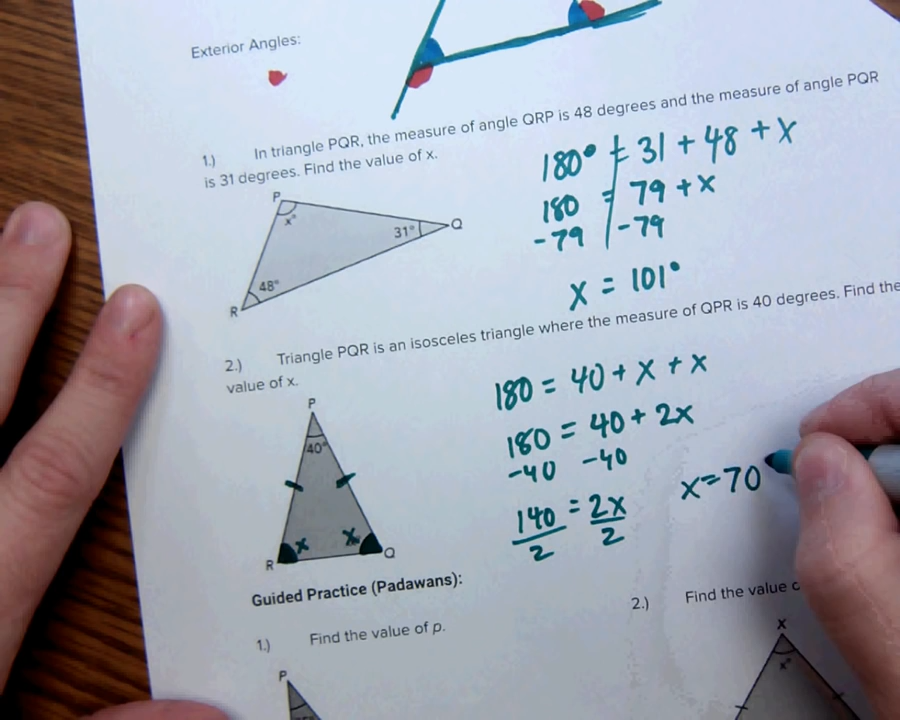 Exterior Angles:
1.) In triangle PQR, the measure of angle QRP is 48 degrees and the measure of angle PQR
is 31 degrees. Find the value of x.
P
x°
31°
Q
48°
R
180° = 31 + 48 + x
180 = 79 + x
-79 -79
x = 101°
2.) Triangle PQR is an isosceles triangle where the measure of QPR is 40 degrees. Find the
value of x.
P
40°
x x
R Q
180 = 40 + x + x
180 = 40 + 2x
-40 -40
140 = 2x
2 2
x=70
Guided Practice (Padawans):
1.) Find the value of p.
P
2.) Find the value
X
x°